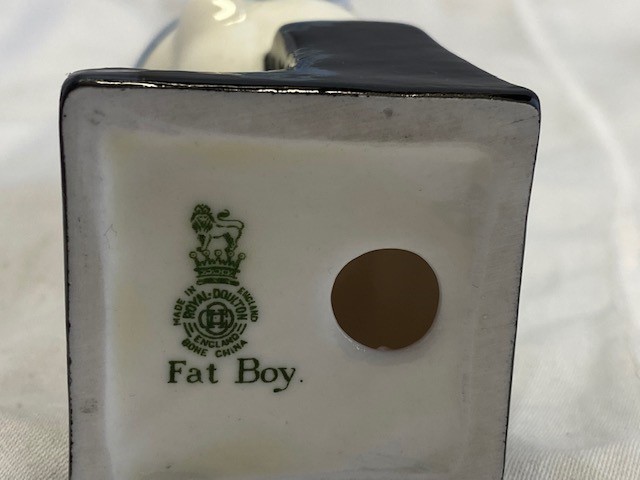 MADE IN ENGLAND
ROYAL·DOULTON
ENGLAND
BONE CHINA
Fat Boy.